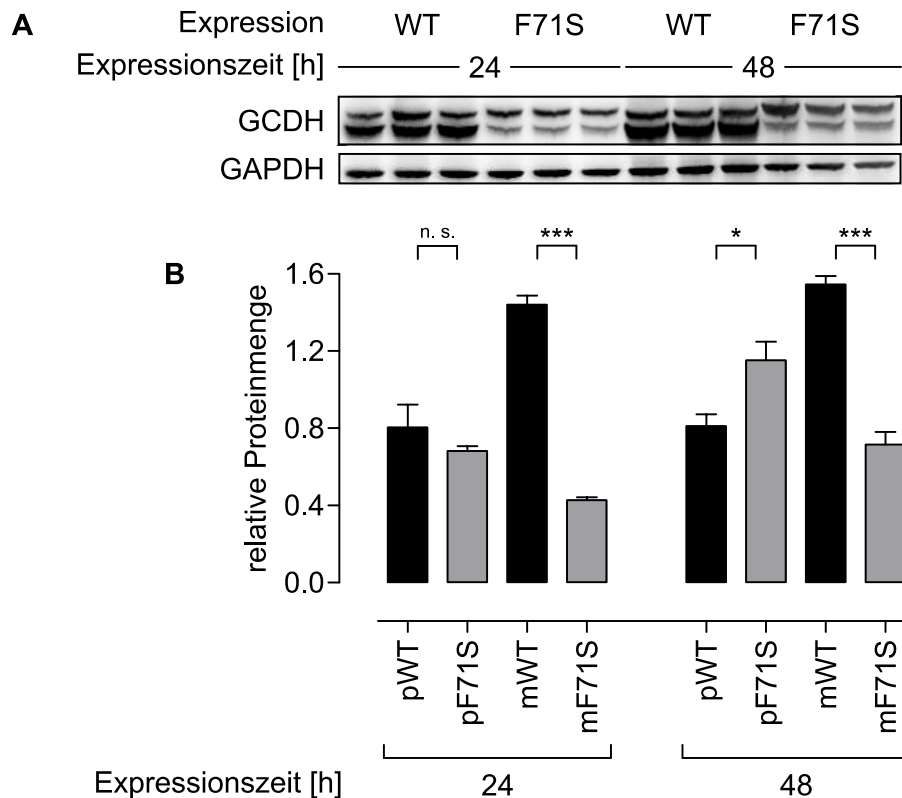 A
Expression WT F71S WT F71S
Expressionszeit [h] 24 48
GCDH
GAPDH
B
n. s. *** * ***
relative Proteinmenge
1.6
1.2
0.8
0.4
0.0
pWT pF71S mWT mF71S pWT pF71S mWT mF71S
Expressionszeit [h] 24 48